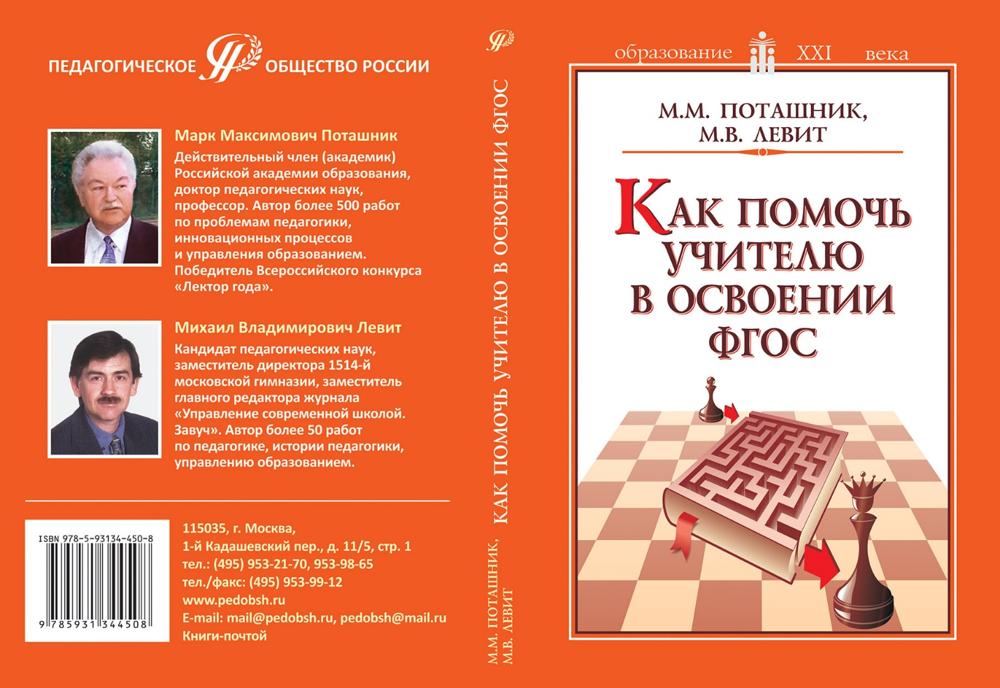 ПЕДАГОГИЧЕСКОЕ ОБЩЕСТВО РОССИИ
Марк Максимович Поташник
Действительный член (академик)
Российской академии образования,
доктор педагогических наук,
профессор. Автор более 500 работ
по проблемам педагогики,
инновационных процессов
и управления образованием.
Победитель Всероссийского конкурса
«Лектор года».
Михаил Владимирович Левит
Кандидат педагогических наук,
заместитель директора 1514-й
московской гимназии, заместитель
главного редактора журнала
«Управление современной школой.
Завуч». Автор более 50 работ
по педагогике, истории педагогики,
управлению образованием.
ISBN 978-5-93134-450-8
9 785931 344508
115035, г. Москва,
1-й Кадашевский пер., д. 11/5, стр. 1
тел.: (495) 953-21-70, 953-98-65
тел./факс: (495) 953-99-12
www.pedobsh.ru
E-mail: mail@pedobsh.ru, pedobsh@mail.ru
Книги-почтой
М.М. ПОТАШНИК,
М.В. ЛЕВИТ
КАК ПОМОЧЬ УЧИТЕЛЮ В ОСВОЕНИИ ФГОС
образование XXI века
М.М. ПОТАШНИК,
М.В. ЛЕВИТ
КАК ПОМОЧЬ
УЧИТЕЛЮ
В ОСВОЕНИИ
ФГОС